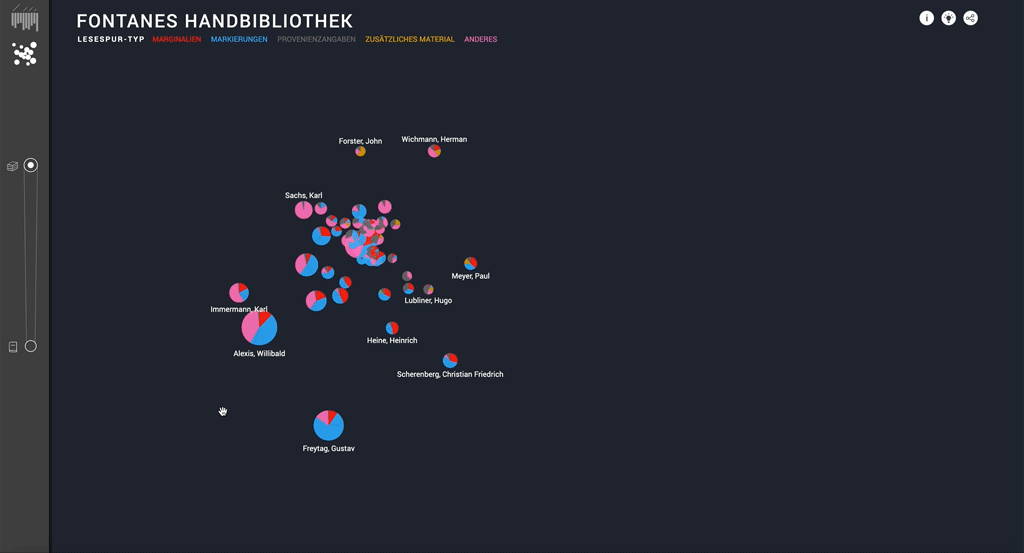 FONTANES HANDBIBLIOTHEK
LESESPUR-TYP MARGINALIEN MARKIERUNGEN PROVENIENZANGABEN ZUSÄTZLICHES MATERIAL ANDERES
Forster, John
Wichmann, Herman
Sachs, Karl
Meyer, Paul
Lubliner, Hugo
Immermann, Karl
Heine, Heinrich
Alexis, Willibald
Scherenberg, Christian Friedrich
Freytag, Gustav